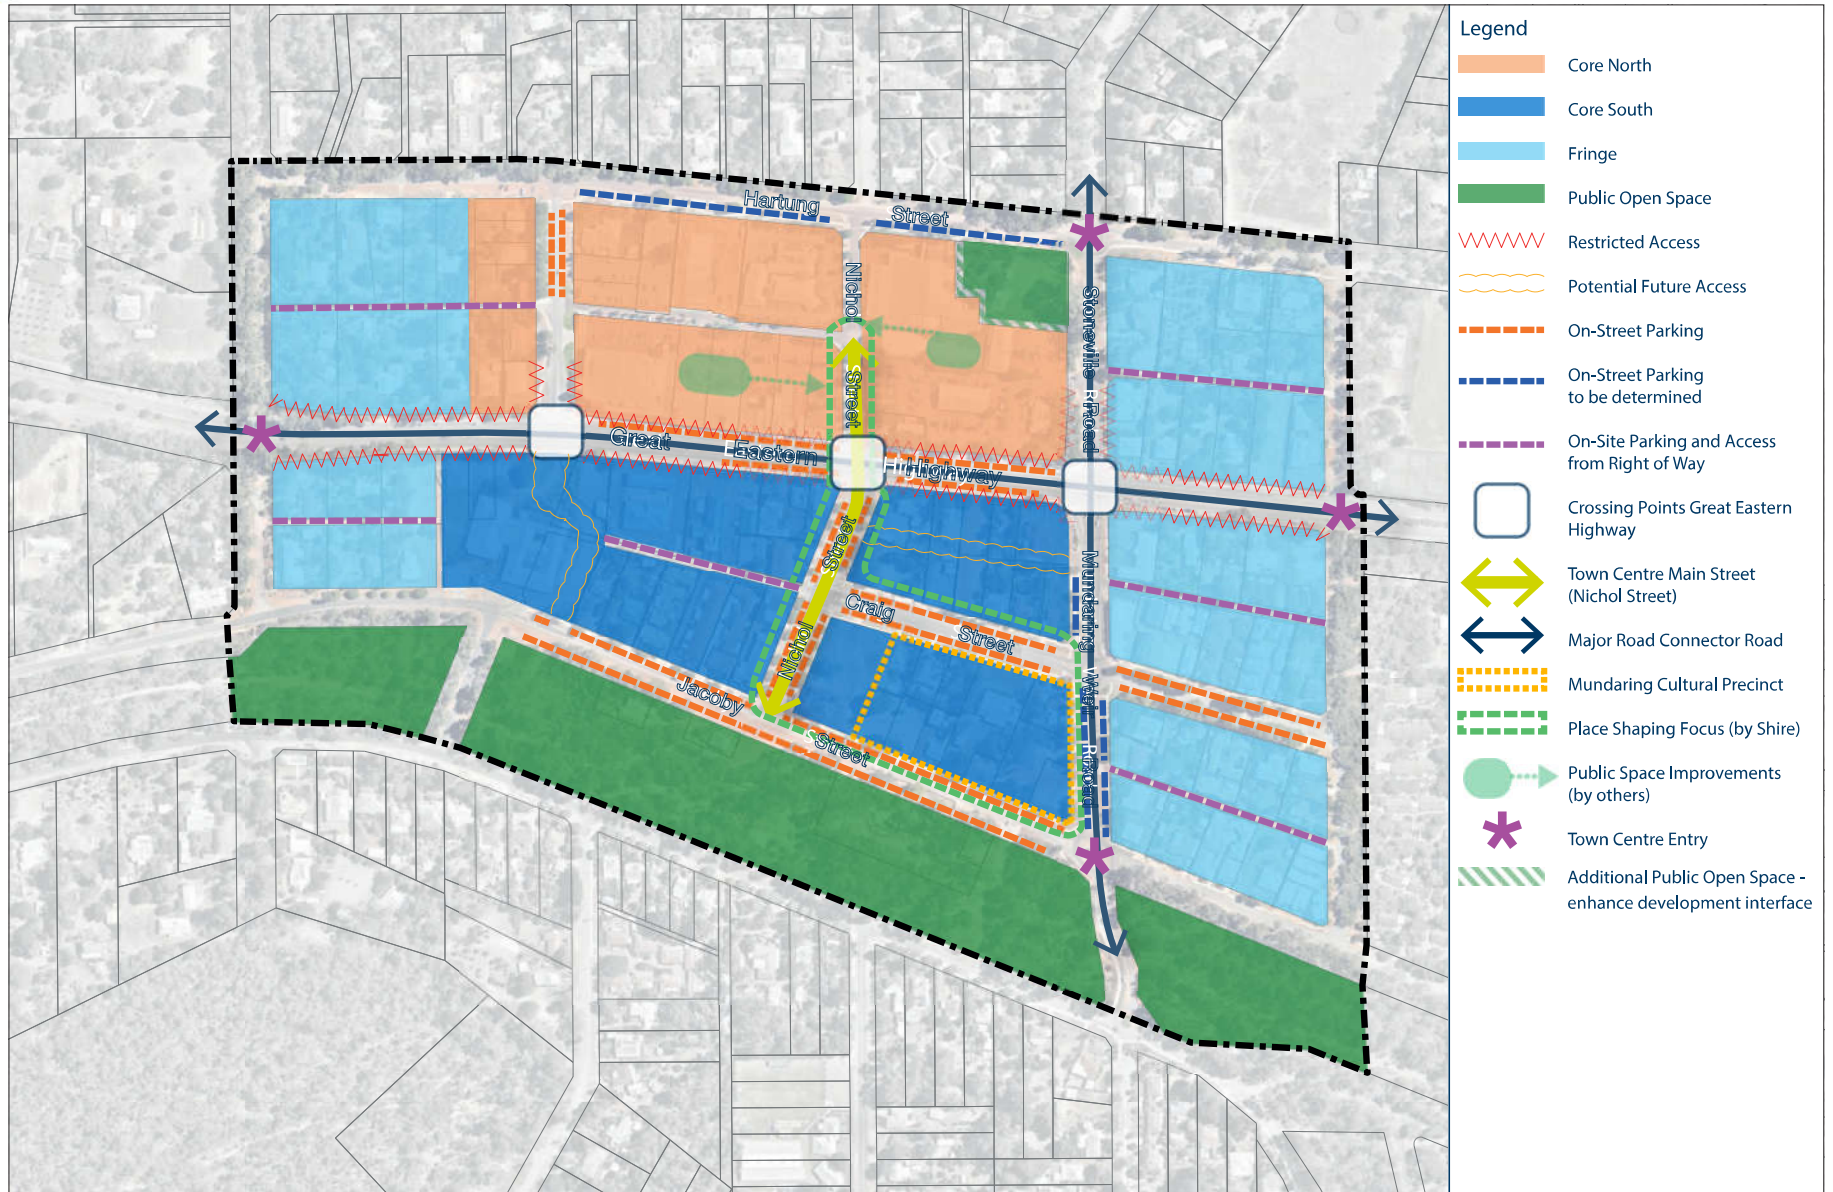 Legend
Core North
Core South
Fringe
Public Open Space
Restricted Access
Potential Future Access
On-Street Parking
On-Street Parking
to be determined
On-Site Parking and Access
from Right of Way
Crossing Points Great Eastern
Highway
Town Centre Main Street
(Nichol Street)
Major Road Connector Road
Mundaring Cultural Precinct
Place Shaping Focus (by Shire)
Public Space Improvements
(by others)
Town Centre Entry
Additional Public Open Space -
enhance development interface
Hartung Street
Nichol Street
Stoneville Road
Great Eastern Highway
Nichol Street
Craig Street
Mundaring Weir Road
Jacoby Street